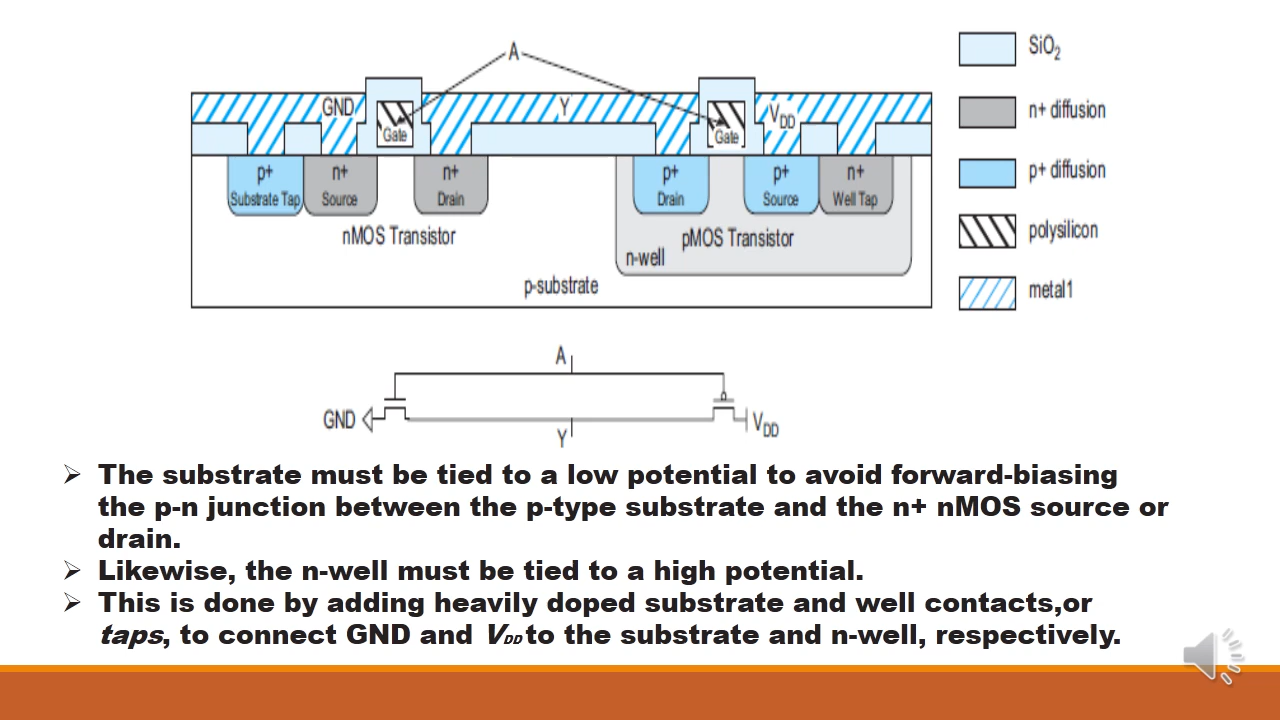 A
SiO2
GND
Y
VDD
Gate
Gate
n+ diffusion
p+
n+
n+
p+
p+
n+
p+ diffusion
Substrate Tap
Source
Drain
Drain
Source
Well Tap
nMOS Transistor
pMOS Transistor
polysilicon
n-well
p-substrate
metal1
A
GND
VDD
Y
➢ The substrate must be tied to a low potential to avoid forward-biasing
the p-n junction between the p-type substrate and the n+ nMOS source or
drain.
➢ Likewise, the n-well must be tied to a high potential.
➢ This is done by adding heavily doped substrate and well contacts,or
taps, to connect GND and VDD to the substrate and n-well, respectively.